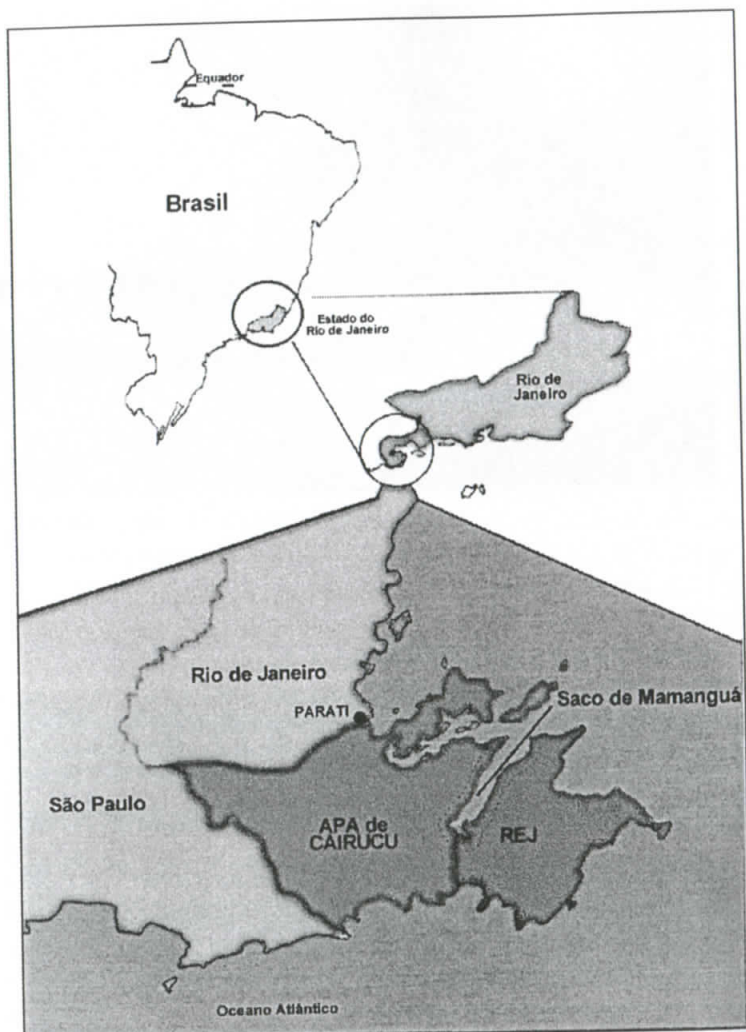 Equador
Brasil
Estado do
Rio de Janeiro
Rio de
Janeiro
Rio de Janeiro
PARATI
Saco de Mamanguá
São Paulo
APA de
CAIRUCU
REJ
Oceano Atlântico